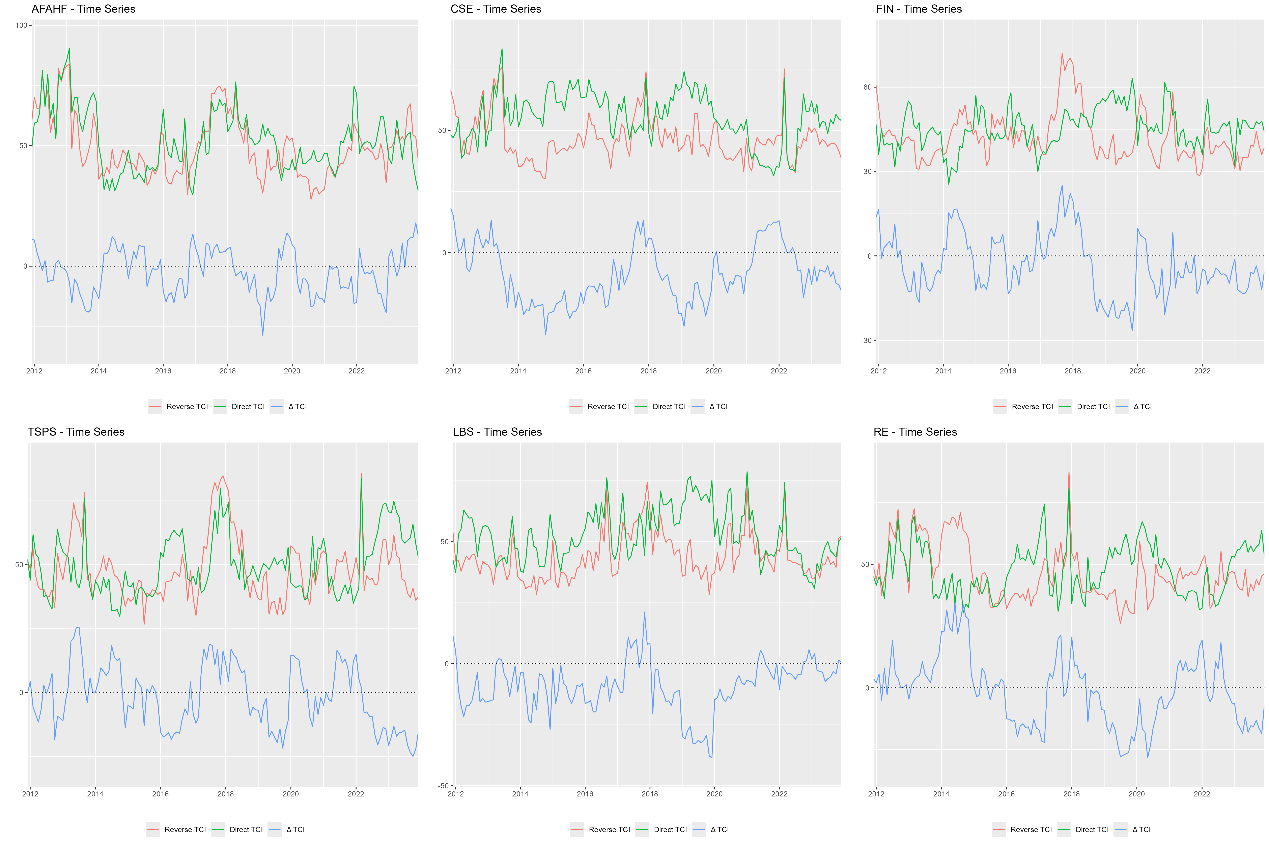 AFAHF - Time Series
100
50
0
2012 2014 2016 2018 2020 2022
Reverse TCI Direct TCI Δ TCI
CSE - Time Series
50
0
2012 2014 2016 2018 2020 2022
Reverse TCI Direct TCI Δ TCI
FIN - Time Series
60
30
0
2012 2014 2016 2018 2020 2022
Reverse TCI Direct TCI Δ TCI
TSPS - Time Series
50
0
2012 2014 2016 2018 2020 2022
Reverse TCI Direct TCI Δ TCI
LBS - Time Series
50
0
-50
2012 2014 2016 2018 2020 2022
Reverse TCI Direct TCI Δ TCI
RE - Time Series
50
0
2012 2014 2016 2018 2020 2022
Reverse TCI Direct TCI Δ TCI